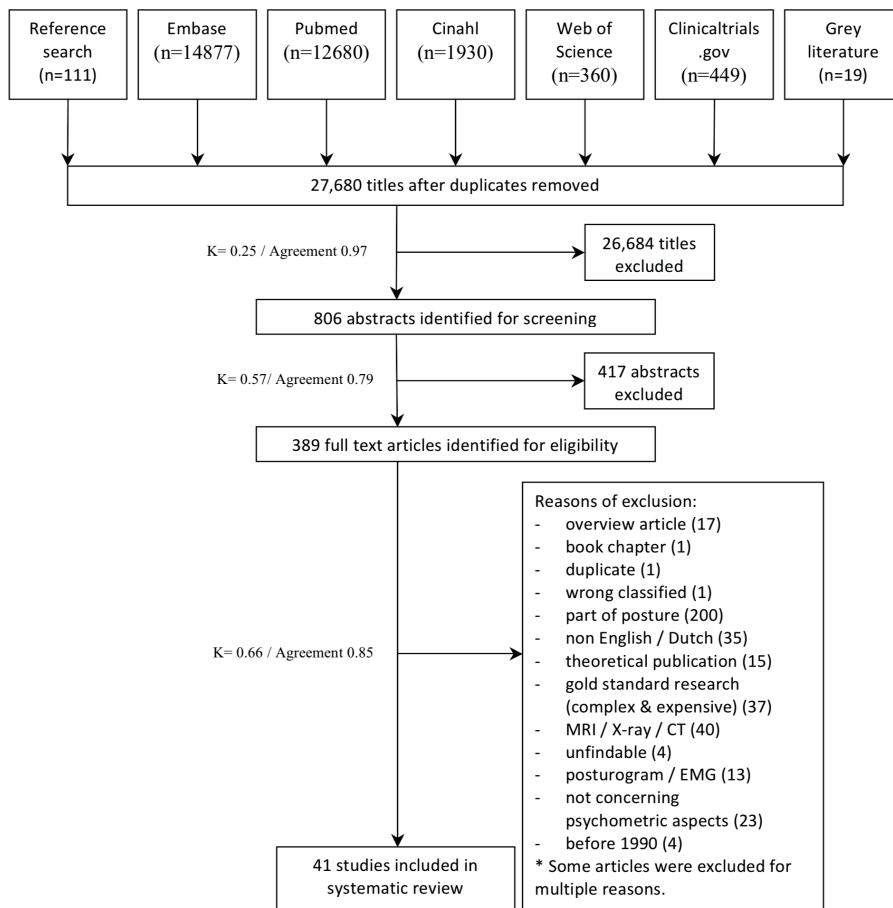 Reference
search
(n=111)
Embase
(n=14877)
Pubmed
(n=12680)
Cinahl
(n=1930)
Web of
Science
(n=360)
Clinicaltrials
.gov
(n=449)
Grey
literature
(n=19)
27,680 titles after duplicates removed
K= 0.25 / Agreement 0.97
26,684 titles
excluded
806 abstracts identified for screening
K= 0.57/ Agreement 0.79
417 abstracts
excluded
389 full text articles identified for eligibility
Reasons of exclusion:
- overview article (17)
- book chapter (1)
- duplicate (1)
- wrong classified (1)
- part of posture (200)
- non English / Dutch (35)
- theoretical publication (15)
- gold standard research
(complex & expensive) (37)
- MRI / X-ray / CT (40)
- unfindable (4)
- posturogram / EMG (13)
- not concerning
psychometric aspects (23)
- before 1990 (4)
* Some articles were excluded for
multiple reasons.
K= 0.66 / Agreement 0.85
41 studies included in
systematic review